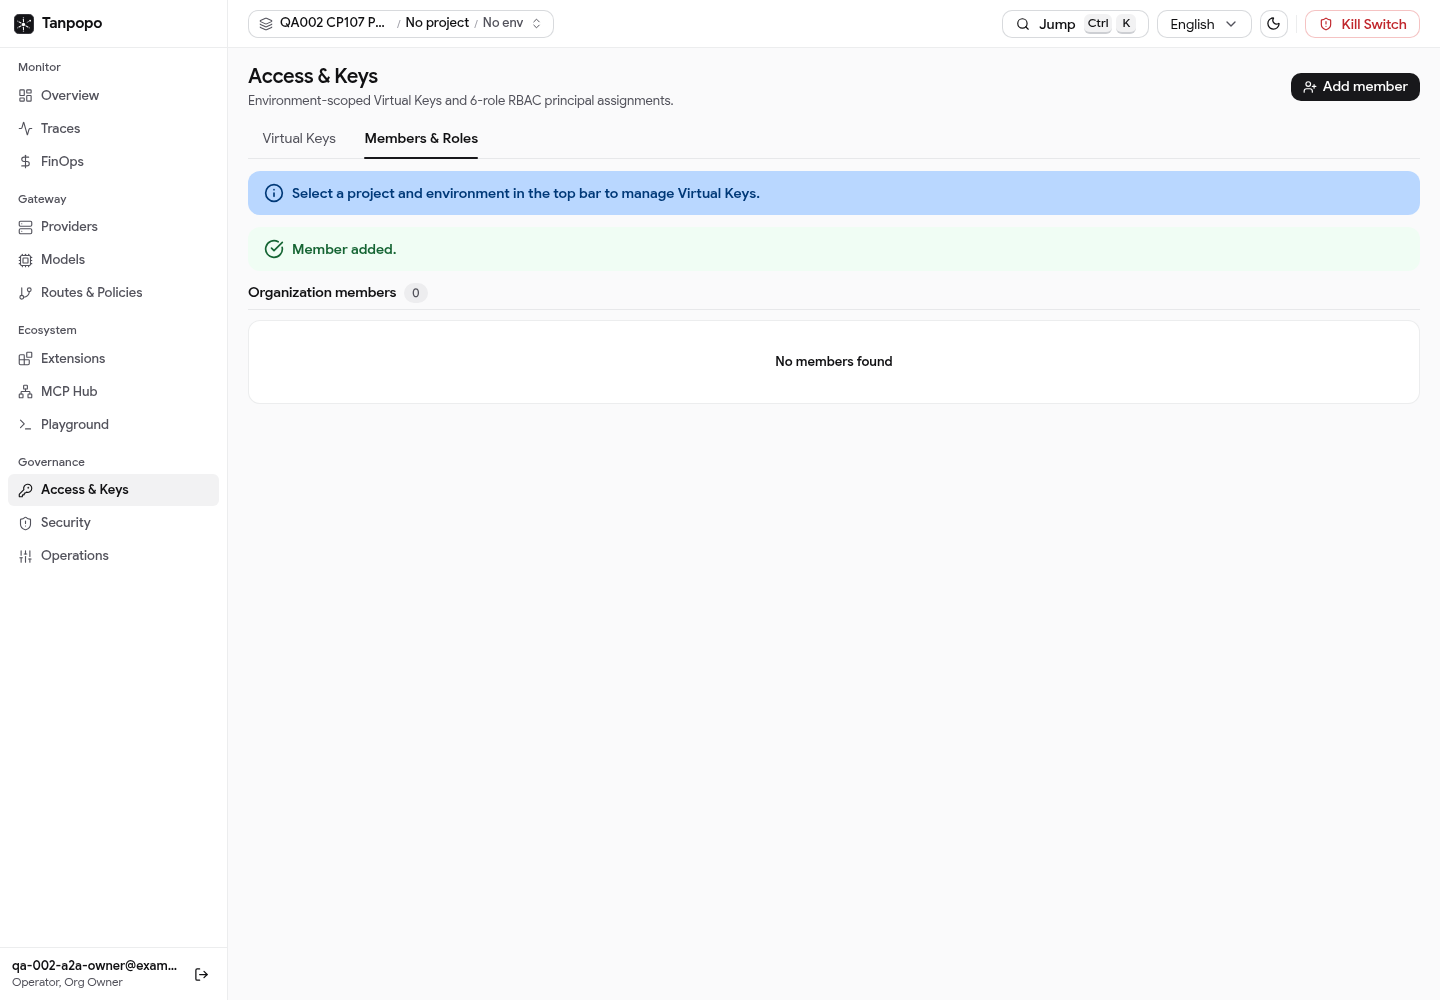 Tanpopo
QA002 CP107 P... / No project / No env
Jump Ctrl K
English
Kill Switch
Monitor
Overview
Traces
FinOps
Gateway
Providers
Models
Routes & Policies
Ecosystem
Extensions
MCP Hub
Playground
Governance
Access & Keys
Security
Operations
qa-002-a2a-owner@exam...
Operator, Org Owner
Access & Keys
Environment-scoped Virtual Keys and 6-role RBAC principal assignments.
Add member
Virtual Keys Members & Roles
Select a project and environment in the top bar to manage Virtual Keys.
Member added.
Organization members 0
No members found